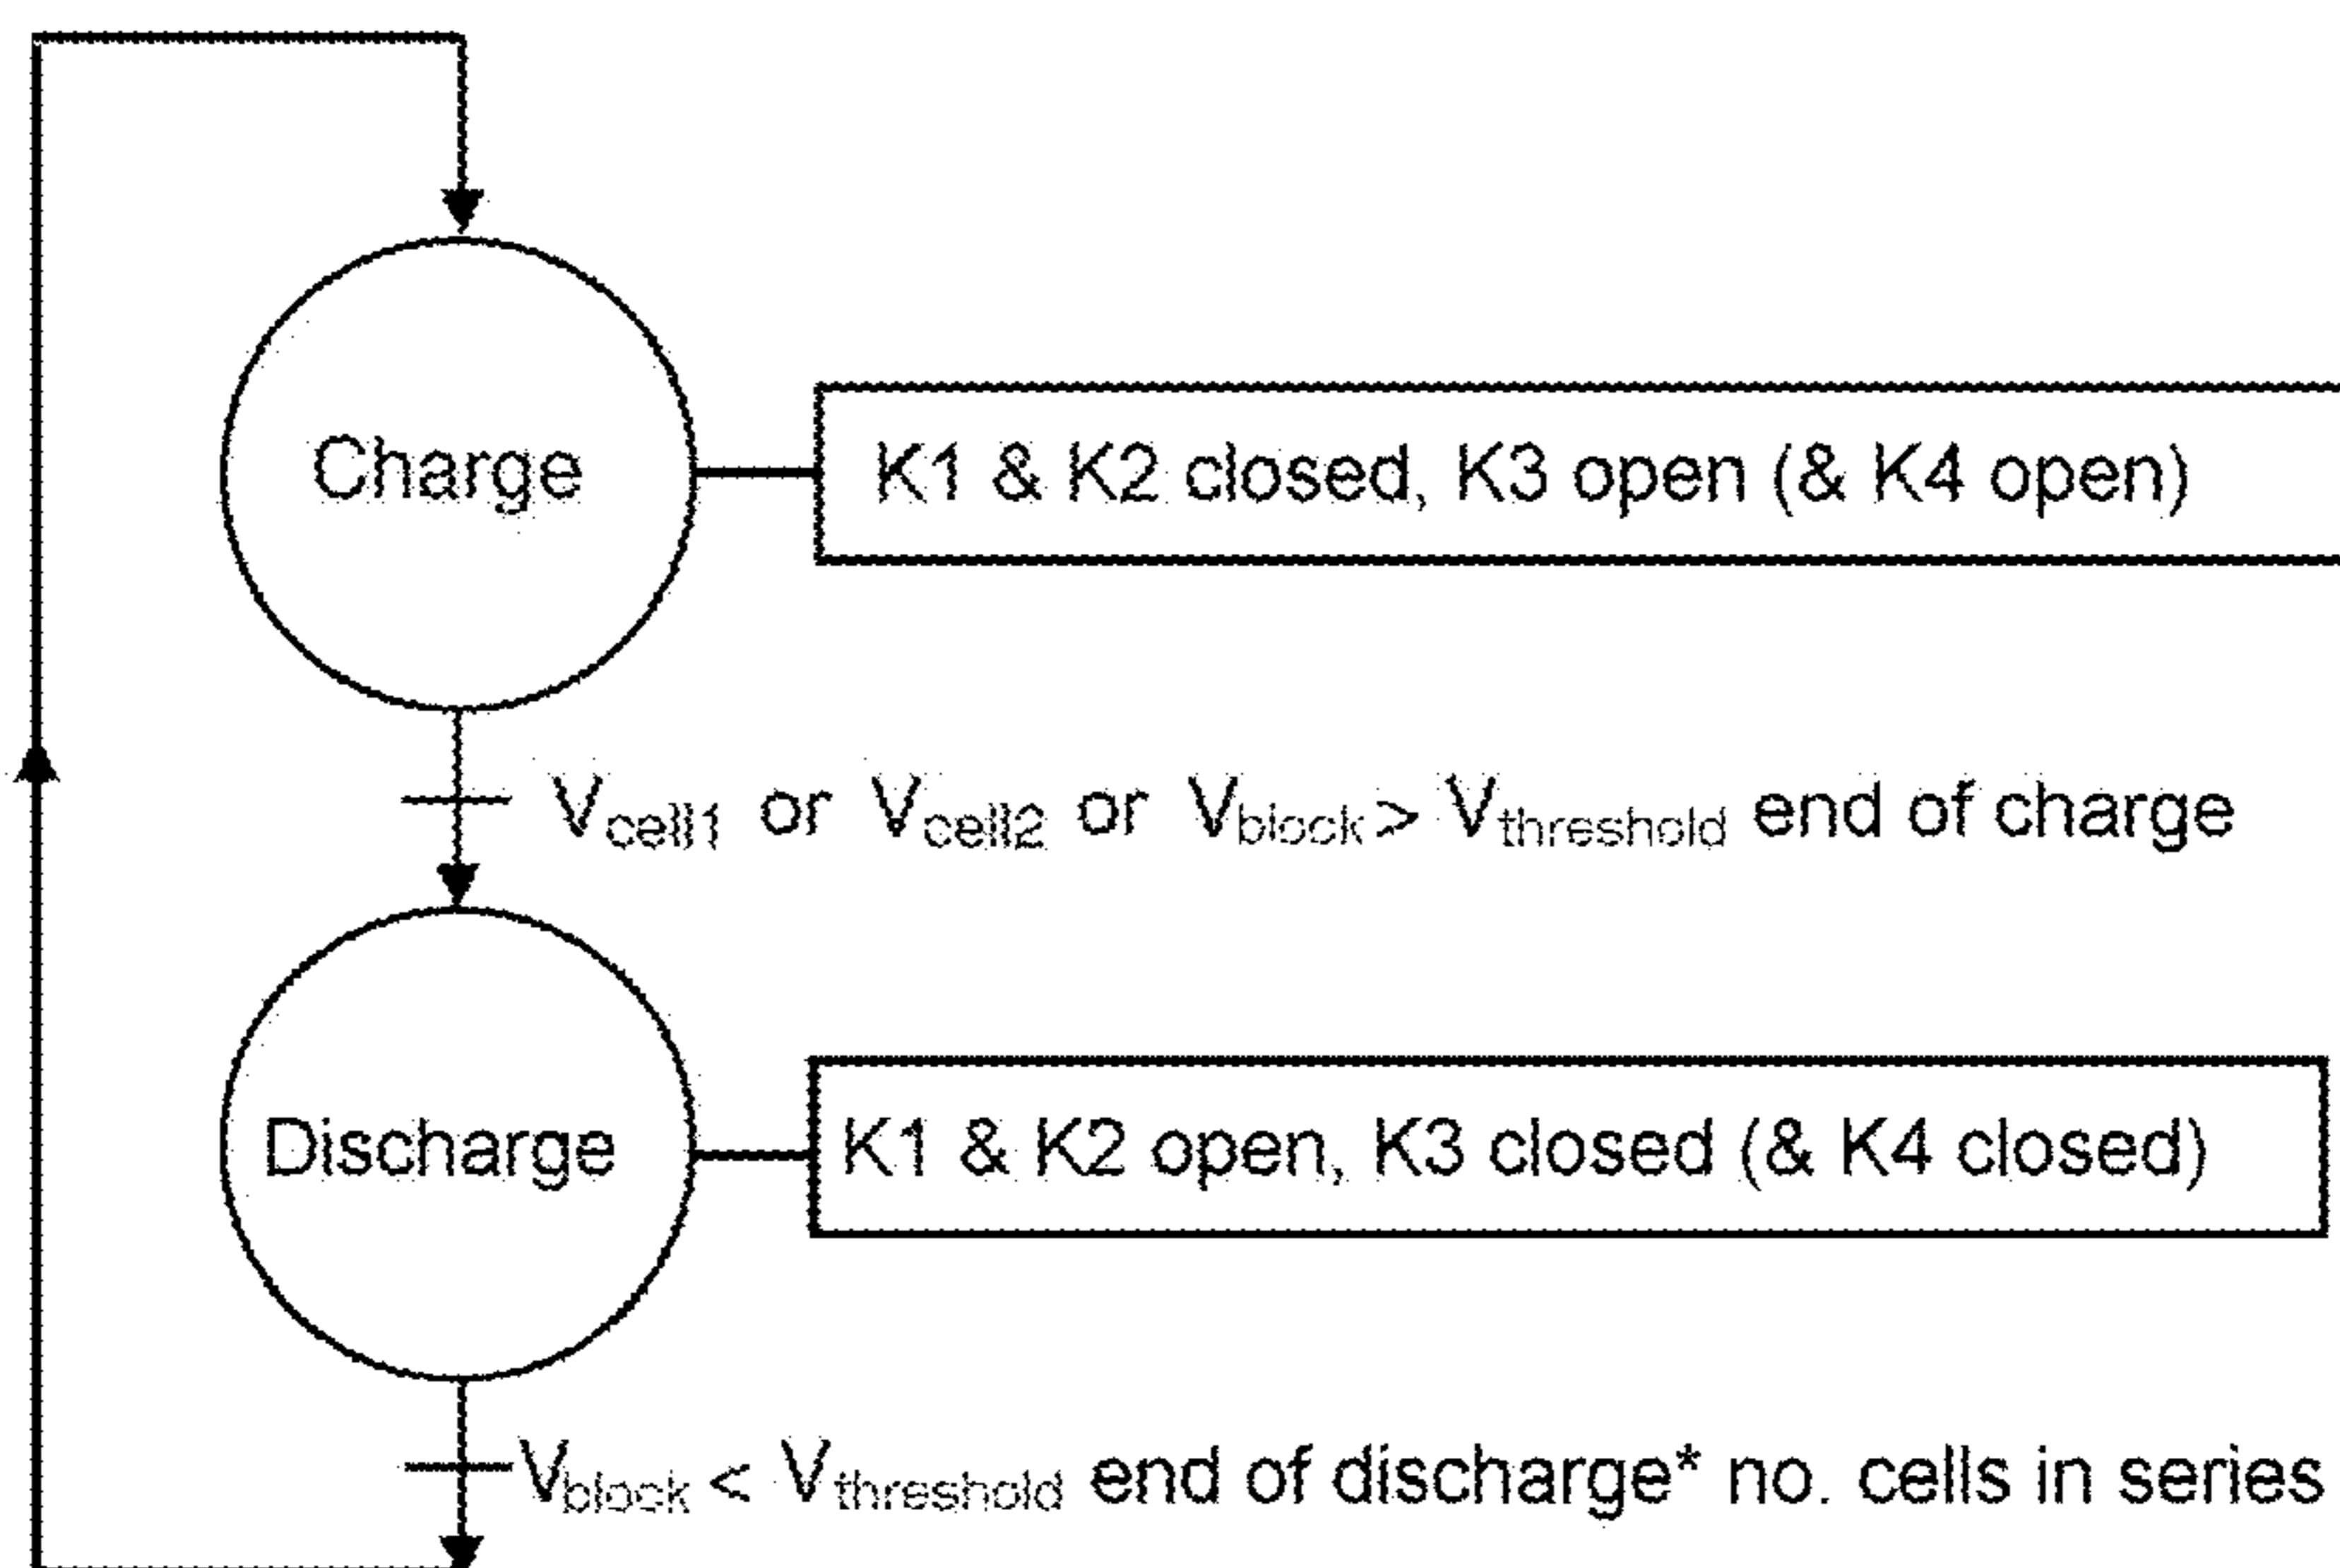 Charge
K1 & K2 closed, K3 open (& K4 open)
Vcell1 or Vcell2 or Vblock > Vthreshold end of charge
Discharge
K1 & K2 open, K3 closed (& K4 closed)
Vblock < Vthreshold end of discharge* no. cells in series